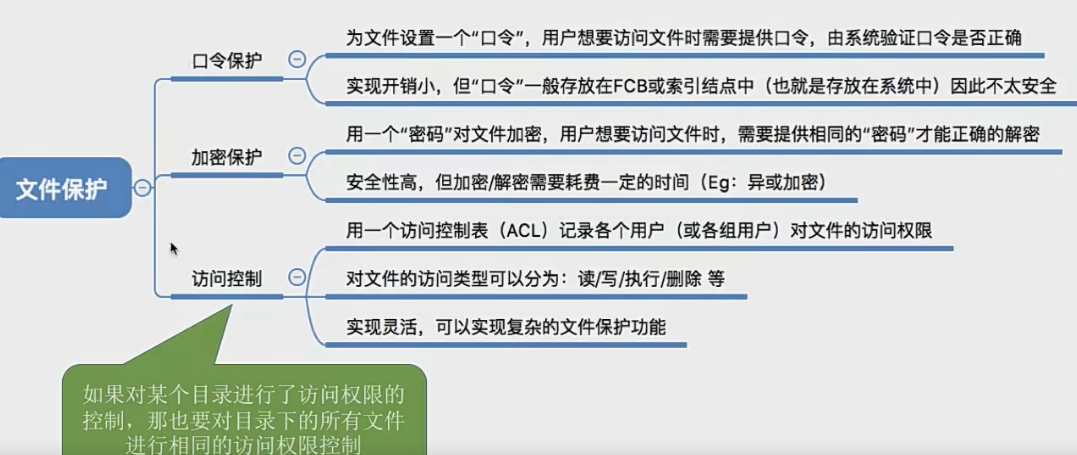 文件保护
口令保护
为文件设置一个“口令”，用户想要访问文件时需要提供口令，由系统验证口令是否正确
实现开销小，但“口令”一般存放在FCB或索引结点中（也就是存放在系统中）因此不太安全
加密保护
用一个“密码”对文件加密，用户想要访问文件时，需要提供相同的“密码”才能正确的解密
安全性高，但加密/解密需要耗费一定的时间（Eg：异或加密）
访问控制
用一个访问控制表（ACL）记录各个用户（或各组用户）对文件的访问权限
对文件的访问类型可以分为：读/写/执行/删除 等
实现灵活，可以实现复杂的文件保护功能
如果对某个目录进行了访问权限的
控制，那也要对目录下的所有文件
进行相同的访问权限控制